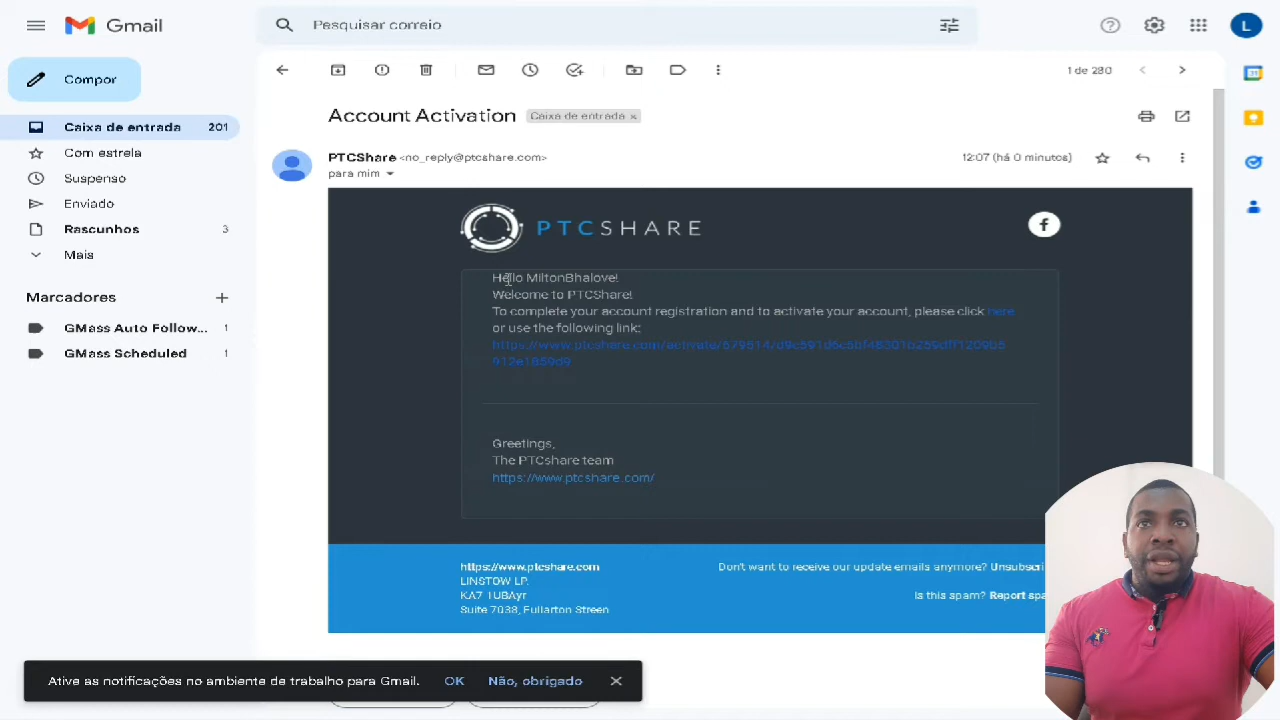 Gmail
Pesquisar correio
L
Compor
1 de 280
Caixa de entrada 201
Account Activation Caixa de entrada ×
Com estrela
PTCShare <no_reply@ptcshare.com> 12:07 (há 0 minutos)
para mim
Suspenso
Enviado
Rascunhos 3
Mais
PTCSHARE
Marcadores
GMass Auto Follow... 1
GMass Scheduled 1
Hello MiltonBhalove!
Welcome to PTCShare!
To complete your account registration and to activate your account, please click here
or use the following link:
Greetings,
The PTCshare team
https://www.ptcshare.com/
https://www.ptcshare.com Don't want to receive our update emails anymore? Unsubscri
LINSTOW LP.
KA7 1UBAyr Is this spam? Report spa
Suite 7038, Fullarton Streen
Ative as notificações no ambiente de trabalho para Gmail. OK Não, obrigado